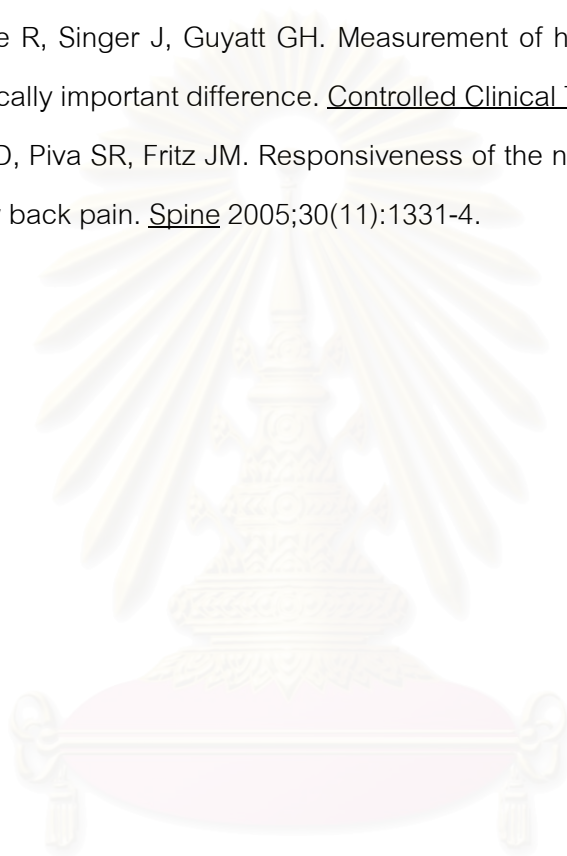 e R, Singer J, Guyatt GH. Measurement of h
cally important difference. Controlled Clinical
D, Piva SR, Fritz JM. Responsiveness of the n
back pain. Spine 2005;30(11):1331-4.